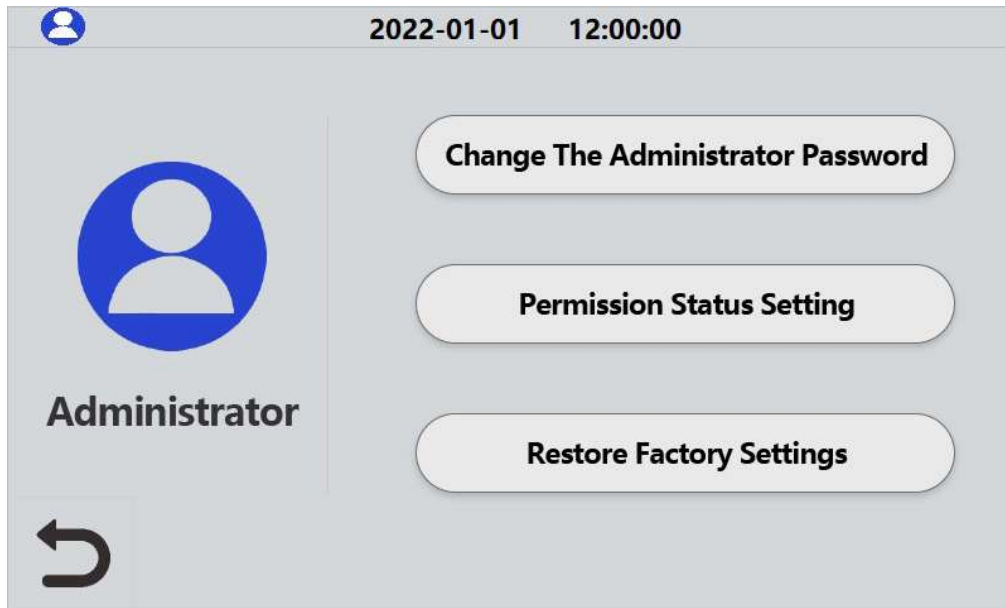 2022-01-01 12:00:00
Change The Administrator Password
Permission Status Setting
Administrator
Restore Factory Settings